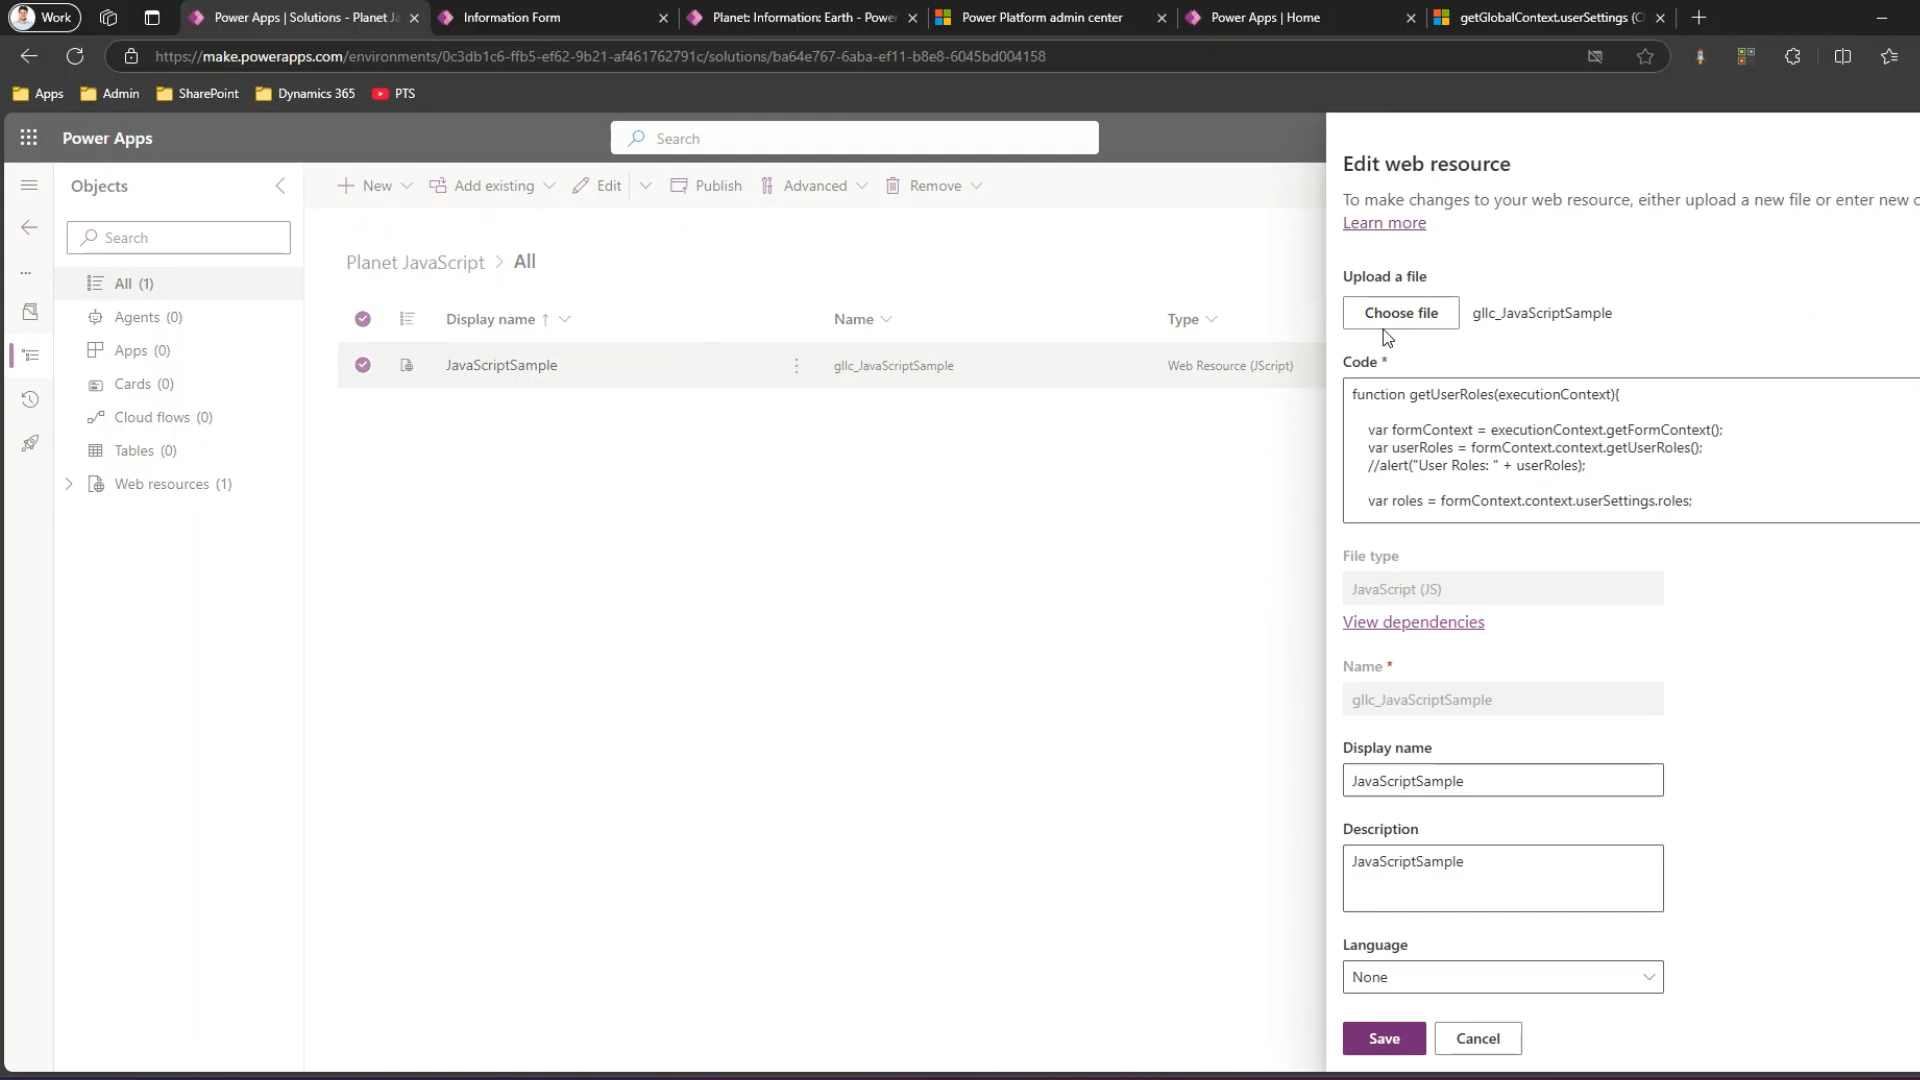 Work
Power Apps | Solutions - Planet Ja
Information Form
Planet: Information: Earth - Power
Power Platform admin center
Power Apps | Home
getGlobalContext.userSettings (Cl
https://make.powerapps.com/environments/0c3db1c6-ffb5-ef62-9b21-af461762791c/solutions/ba64e767-6aba-ef11-b8e8-6045bd004158
Apps
Admin
SharePoint
Dynamics 365
PTS
Power Apps
Search
Objects
Search
All (1)
Agents (0)
Apps (0)
Cards (0)
Cloud flows (0)
Tables (0)
Web resources (1)
New
Add existing
Edit
Publish
Advanced
Remove
Planet JavaScript > All
Display name ↑
Name
Type
JavaScriptSample
gllc_JavaScriptSample
Web Resource (JScript)
Edit web resource
To make changes to your web resource, either upload a new file or enter new c
Learn more
Upload a file
Choose file
gllc_JavaScriptSample
Code *
function getUserRoles(executionContext){
var formContext = executionContext.getFormContext();
var userRoles = formContext.context.getUserRoles();
//alert("User Roles: " + userRoles);
var roles = formContext.context.userSettings.roles;
File type
JavaScript (JS)
View dependencies
Name *
gllc_JavaScriptSample
Display name
JavaScriptSample
Description
JavaScriptSample
Language
None
Save
Cancel